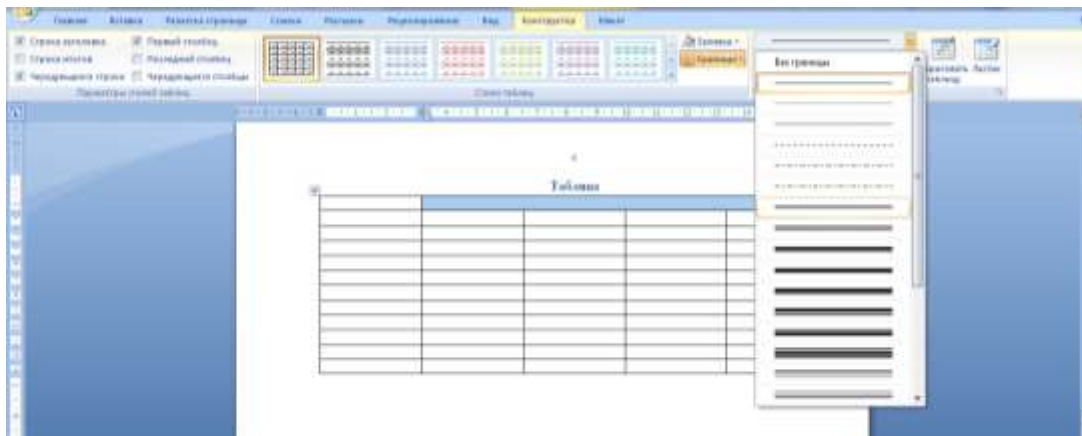 Главная Вставка Разметка страницы Ссылки Рассылки Рецензирование Вид Конструктор Макет
Строка заголовка Первый столбец
Строка итогов Последний столбец
Чередующиеся строки Чередующиеся столбцы
Параметры стилей таблиц
Стили таблиц
Заливка
Границы
Без границы
Таблица